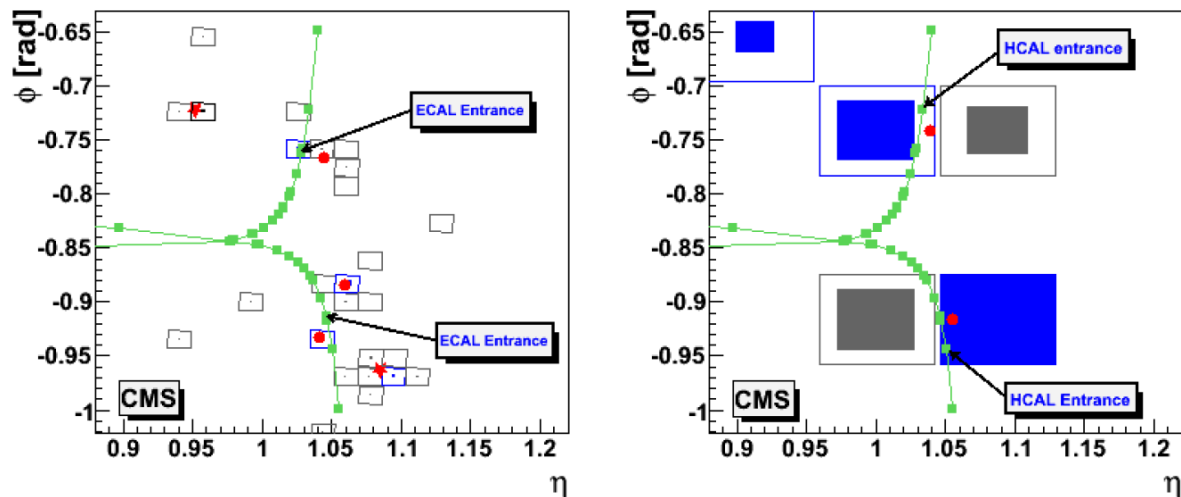 ϕ [rad]
-0.65
-0.7
-0.75
-0.8
-0.85
-0.9
-0.95
-1
ECAL Entrance
ECAL Entrance
CMS
0.9 0.95 1 1.05 1.1 1.15 1.2
η
ϕ [rad]
-0.65
-0.7
-0.75
-0.8
-0.85
-0.9
-0.95
-1
HCAL entrance
HCAL Entrance
CMS
0.9 0.95 1 1.05 1.1 1.15 1.2
η